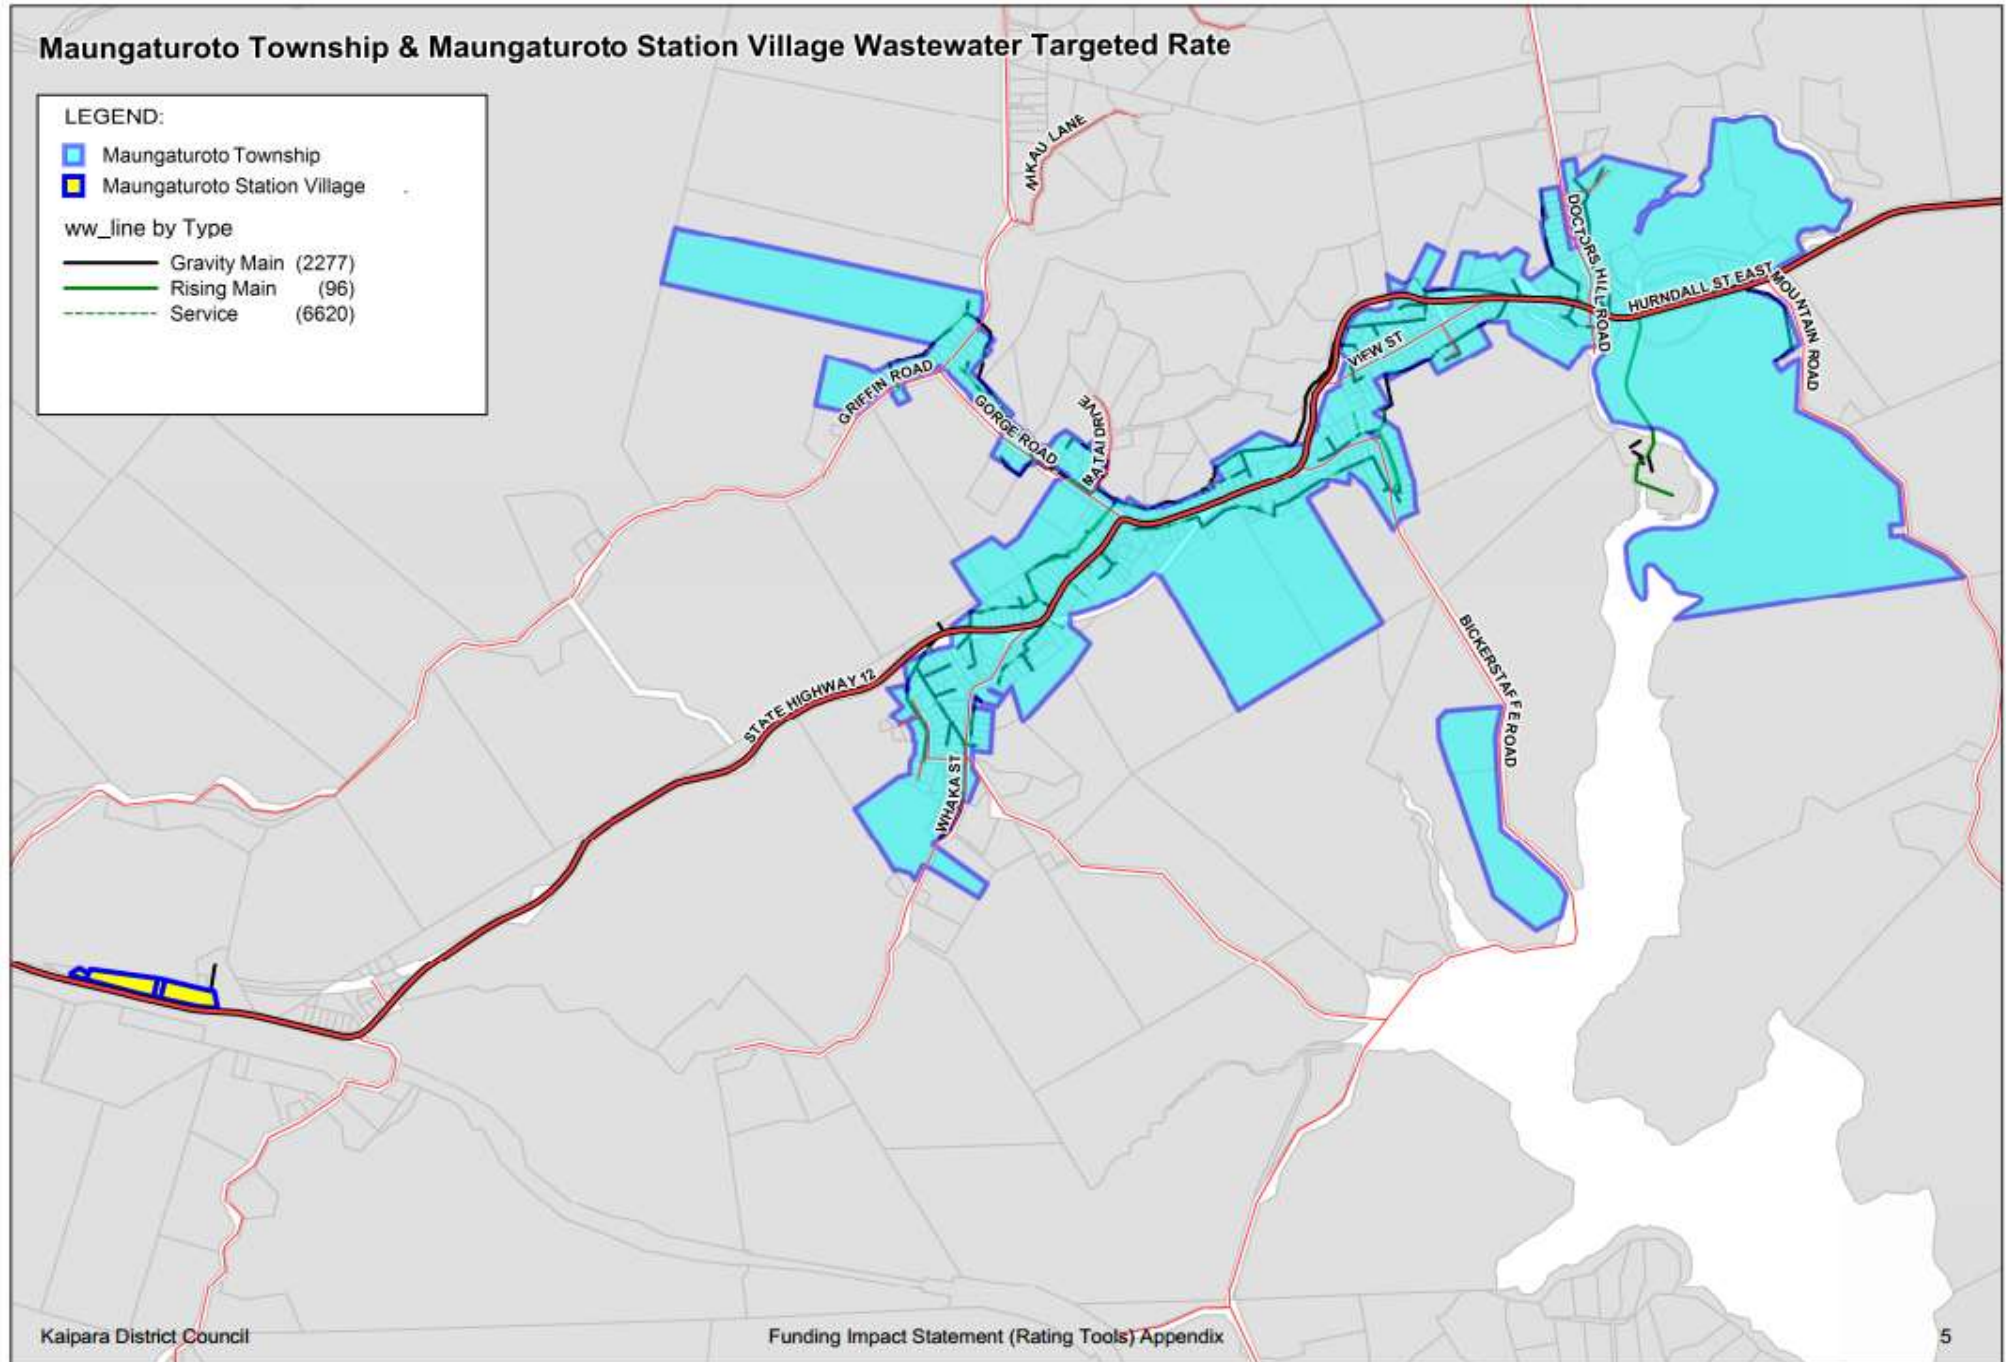 Maungaturoto Township & Maungaturoto Station Village Wastewater Targeted Rate
LEGEND:
Maungaturoto Township
Maungaturoto Station Village
ww_line by Type
Gravity Main (2277)
Rising Main (96)
Service (6620)
NIKAU LANE
DOCTORS HILL ROAD
HURNDALL ST EAST
MOUNTAIN ROAD
VIEW ST
GRIFFIN ROAD
GORGE ROAD
MATAI DRIVE
BICKERSTAFFE ROAD
STATE HIGHWAY 12
WHAKA ST
Kaipara District Council
Funding Impact Statement (Rating Tools) Appendix
5